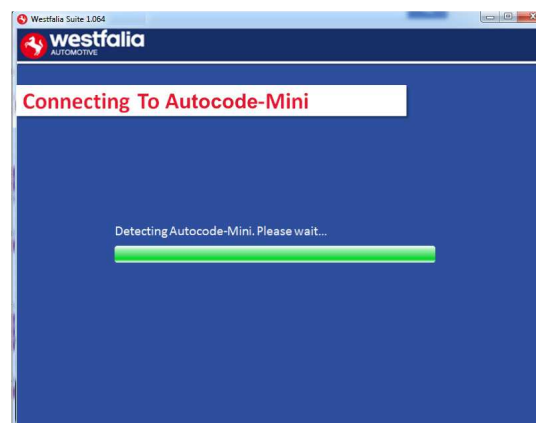 Westfalia Suite 1.064
westfalia
AUTOMOTIVE
Connecting To Autocode-Mini
Detecting Autocode-Mini. Please wait...